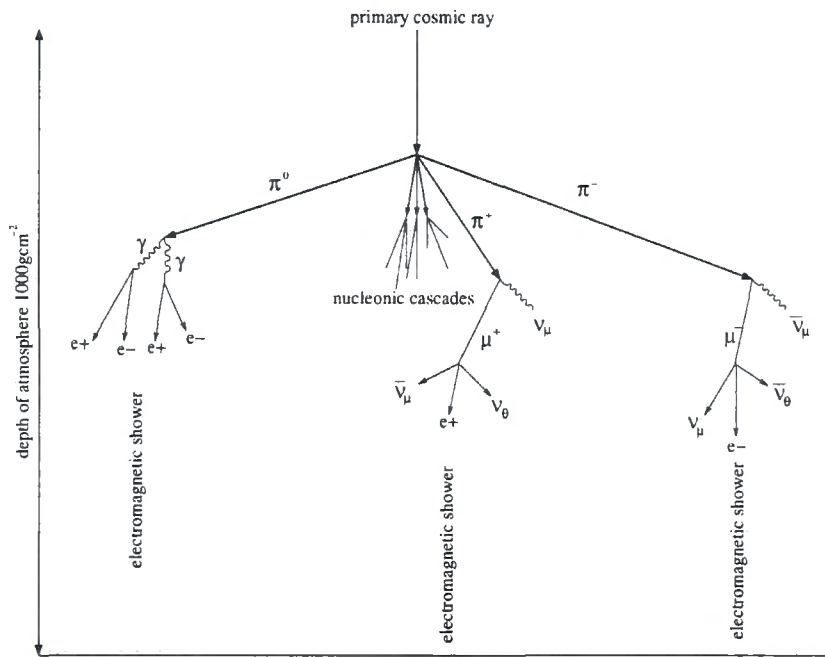 primary cosmic ray
π⁰
π⁻
π⁺
γ
γ
nucleonic cascades
e+
e−
e+
e−
μ⁺
ν_μ
μ⁻
ν̄_μ
ν̄_μ
e+
ν_θ
ν_μ
e−
ν̄_θ
depth of atmosphere 1000gcm⁻²
electromagnetic shower
electromagnetic shower
electromagnetic shower